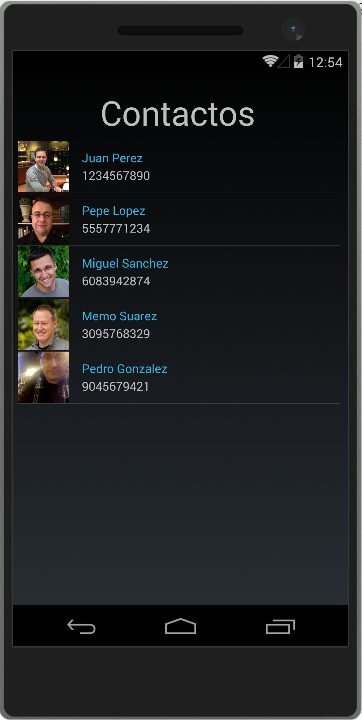 12:54
Contactos
Juan Perez
1234567890
Pepe Lopez
5557771234
Miguel Sanchez
6083942874
Memo Suarez
3095768329
Pedro Gonzalez
9045679421